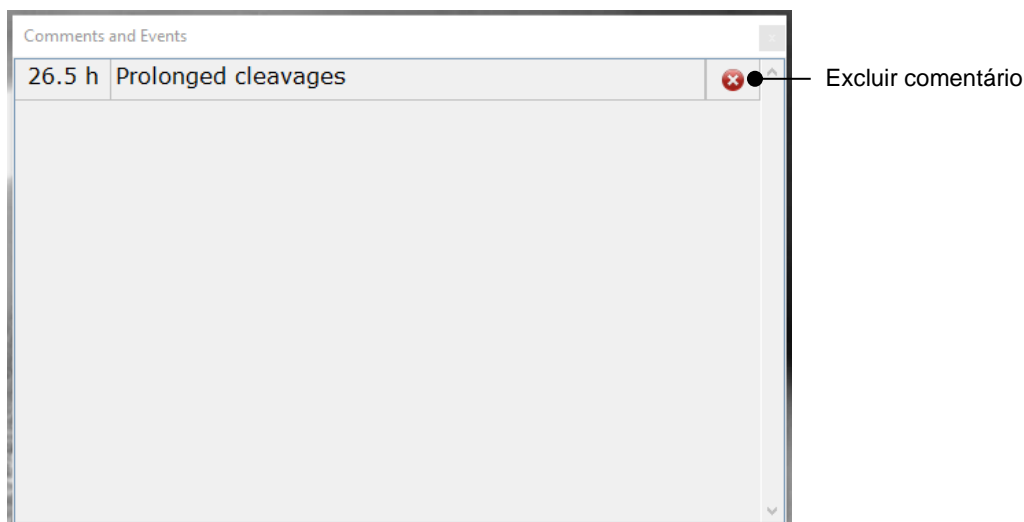 Comments and Events
26.5 h Prolonged cleavages
Excluir comentário